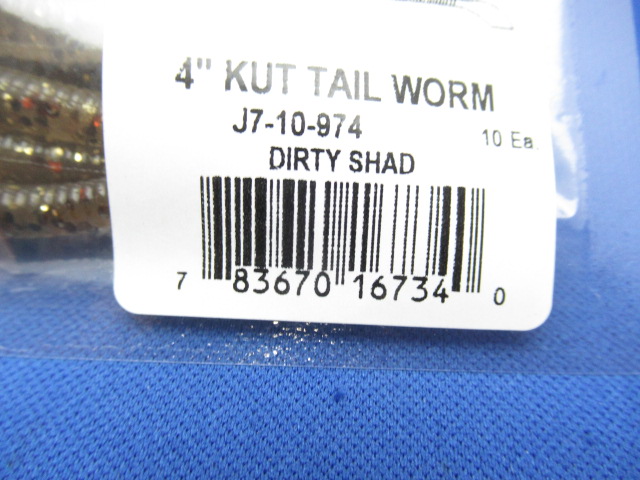 4" KUT TAIL WORM
J7-10-974 10 Ea.
DIRTY SHAD
7 83670 16734 0